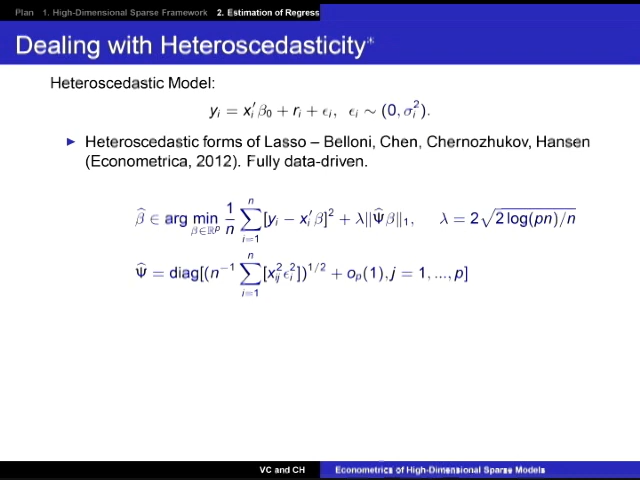 Plan 1. High-Dimensional Sparse Framework 2. Estimation of Regress
Dealing with Heteroscedasticity*
Heteroscedastic Model:
yᵢ = xᵢ′β₀ + rᵢ + ϵᵢ, ϵᵢ ∼ (0, σᵢ²).
▶ Heteroscedastic forms of Lasso – Belloni, Chen, Chernozhukov, Hansen
(Econometrica, 2012). Fully data-driven.
β̂ ∈ arg min_{β∈ℝᵖ} 1/n ∑_{i=1}^{n} [yᵢ − xᵢ′β]² + λ‖Ψ̂β‖₁, λ = 2√(2 log(pn)/n)
Ψ̂ = diag[(n⁻¹ ∑_{i=1}^{n} [x²ᵢⱼϵ²ᵢ])^{1/2} + oₚ(1), j = 1, ..., p]
VC and CH Econometrics of High-Dimensional Sparse Models